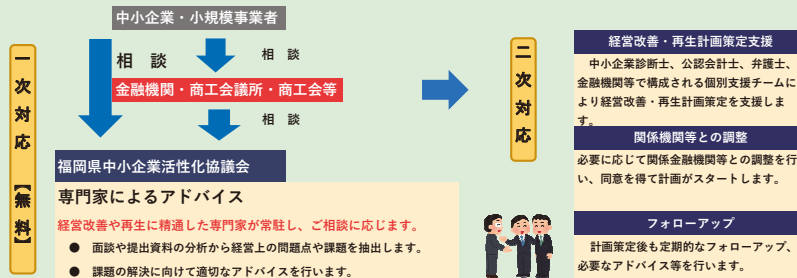 一次対応【無料】
中小企業・小規模事業者
相 談
相 談
金融機関・商工会議所・商工会等
相 談
福岡県中小企業活性化協議会
専門家によるアドバイス
経営改善や再生に精通した専門家が常駐し、ご相談に応じます。
● 面談や提出資料の分析から経営上の問題点や課題を抽出します。
● 課題の解決に向けて適切なアドバイスを行います。
二次対応
経営改善・再生計画策定支援
中小企業診断士、公認会計士、弁護士、
金融機関等で構成される個別支援チームに
より経営改善・再生計画策定を支援しま
す。
関係機関等との調整
必要に応じて関係金融機関等との調整を行
い、同意を得て計画がスタートします。
フォローアップ
計画策定後も定期的なフォローアップ、
必要なアドバイス等を行います。